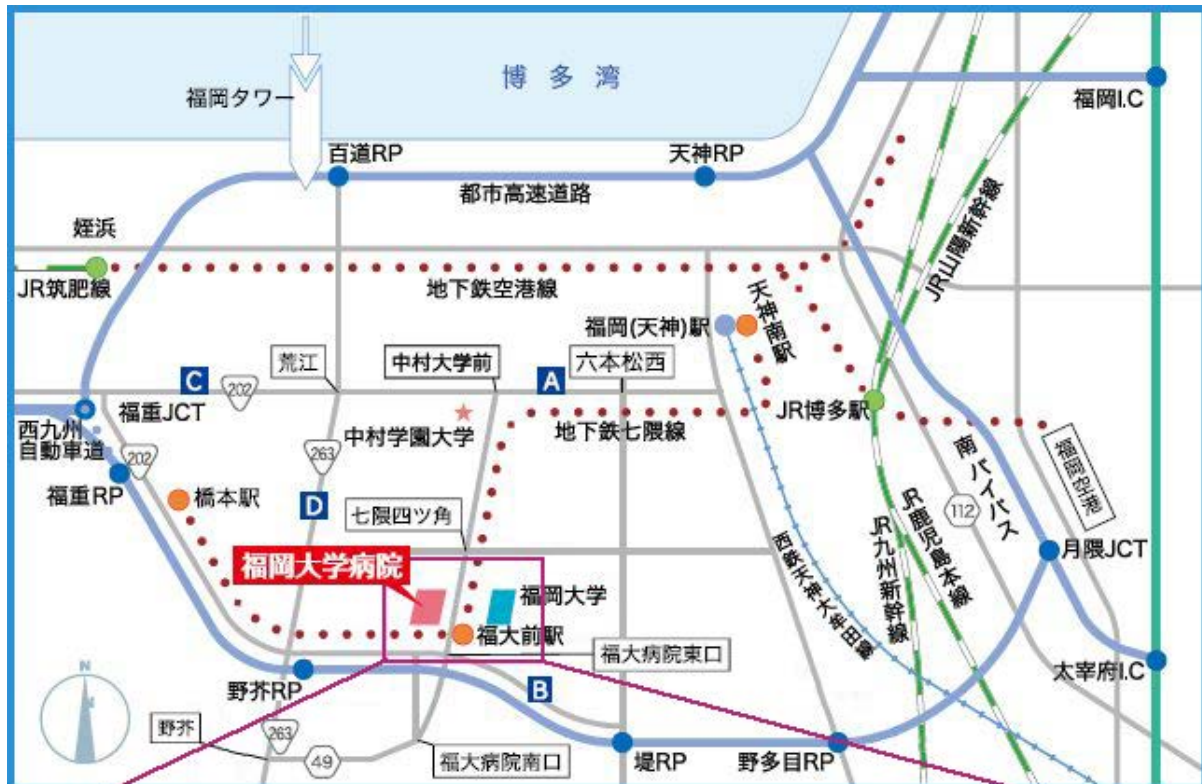 博多湾
福岡タワー
福岡I.C
百道RP
天神RP
都市高速道路
姪浜
JR筑肥線
地下鉄空港線
JR山陽新幹線
福岡(天神)駅
天神南駅
荒江
中村大学前
六本松西
C
202
A
福重JCT
中村学園大学
地下鉄七隈線
JR博多駅
西九州
自動車道
202
263
福重RP
橋本駅
D
七隈四ツ角
南バイパス
112
福岡空港
月隈JCT
福岡大学病院
福岡大学
西鉄天神大牟田線
JR九州新幹線
JR鹿児島本線
福大前駅
福大病院東口
太宰府I.C
N
野芥RP
B
野芥
263
49
福大病院南口
堤RP
野多目RP